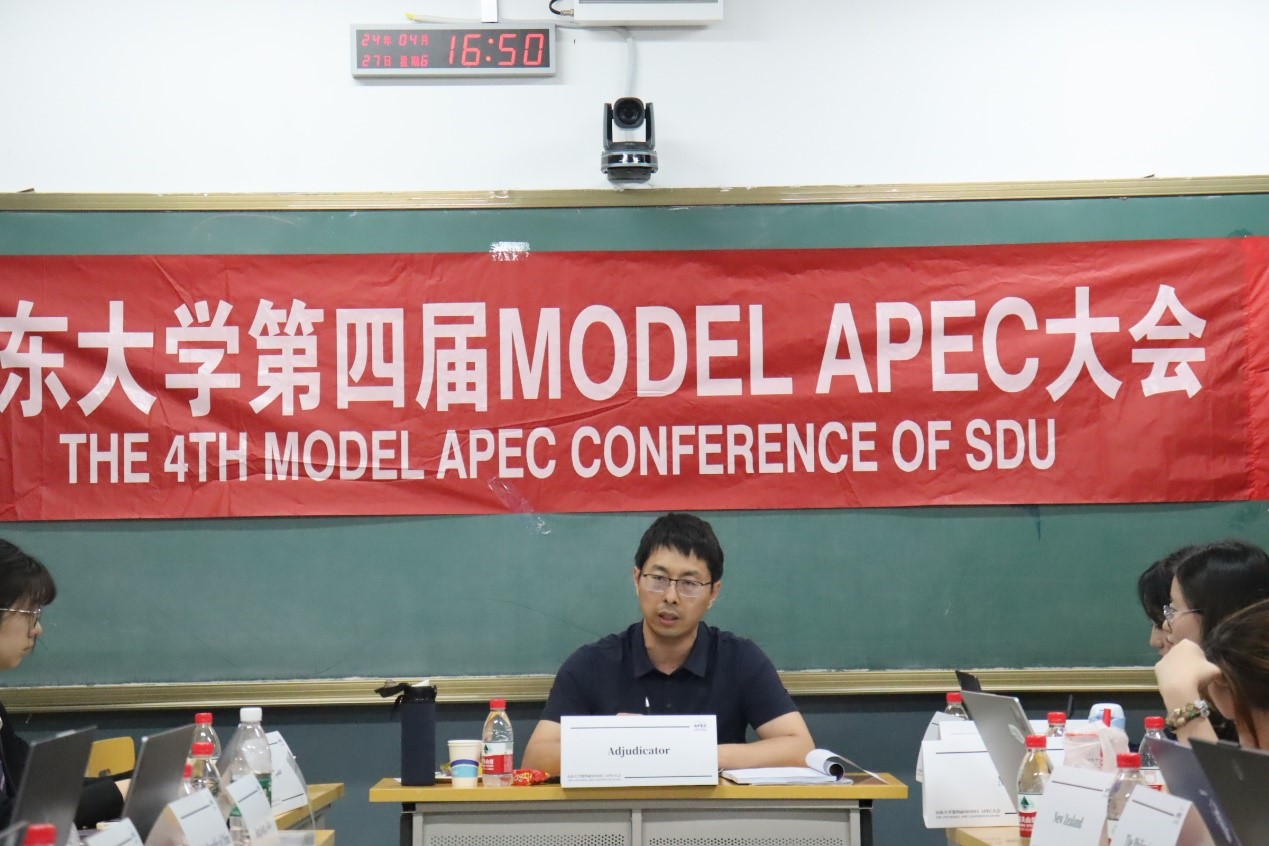 24年 04月
27日 星期6
16:50
东大学第四届MODEL APEC大会
THE 4TH MODEL APEC CONFERENCE OF SDU
Adjudicator
New Zealand